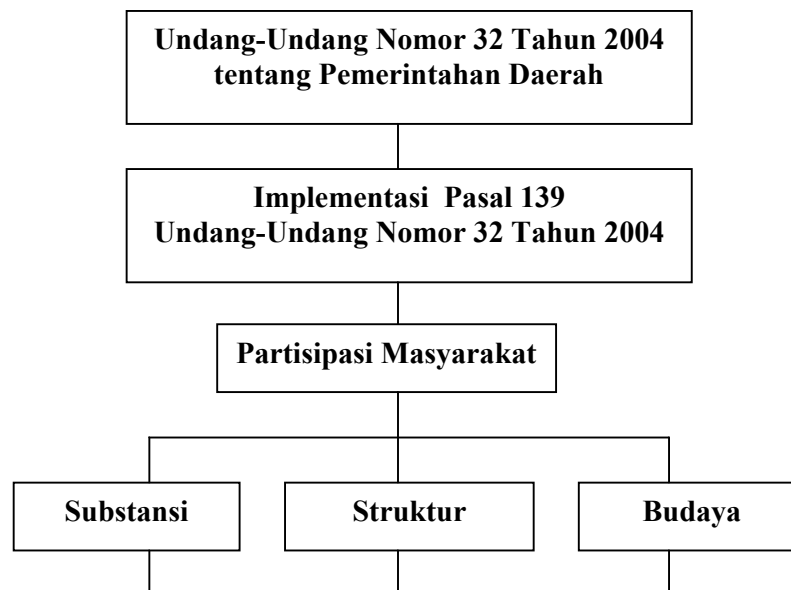 Undang-Undang Nomor 32 Tahun 2004
tentang Pemerintahan Daerah
Implementasi Pasal 139
Undang-Undang Nomor 32 Tahun 2004
Partisipasi Masyarakat
Substansi
Struktur
Budaya